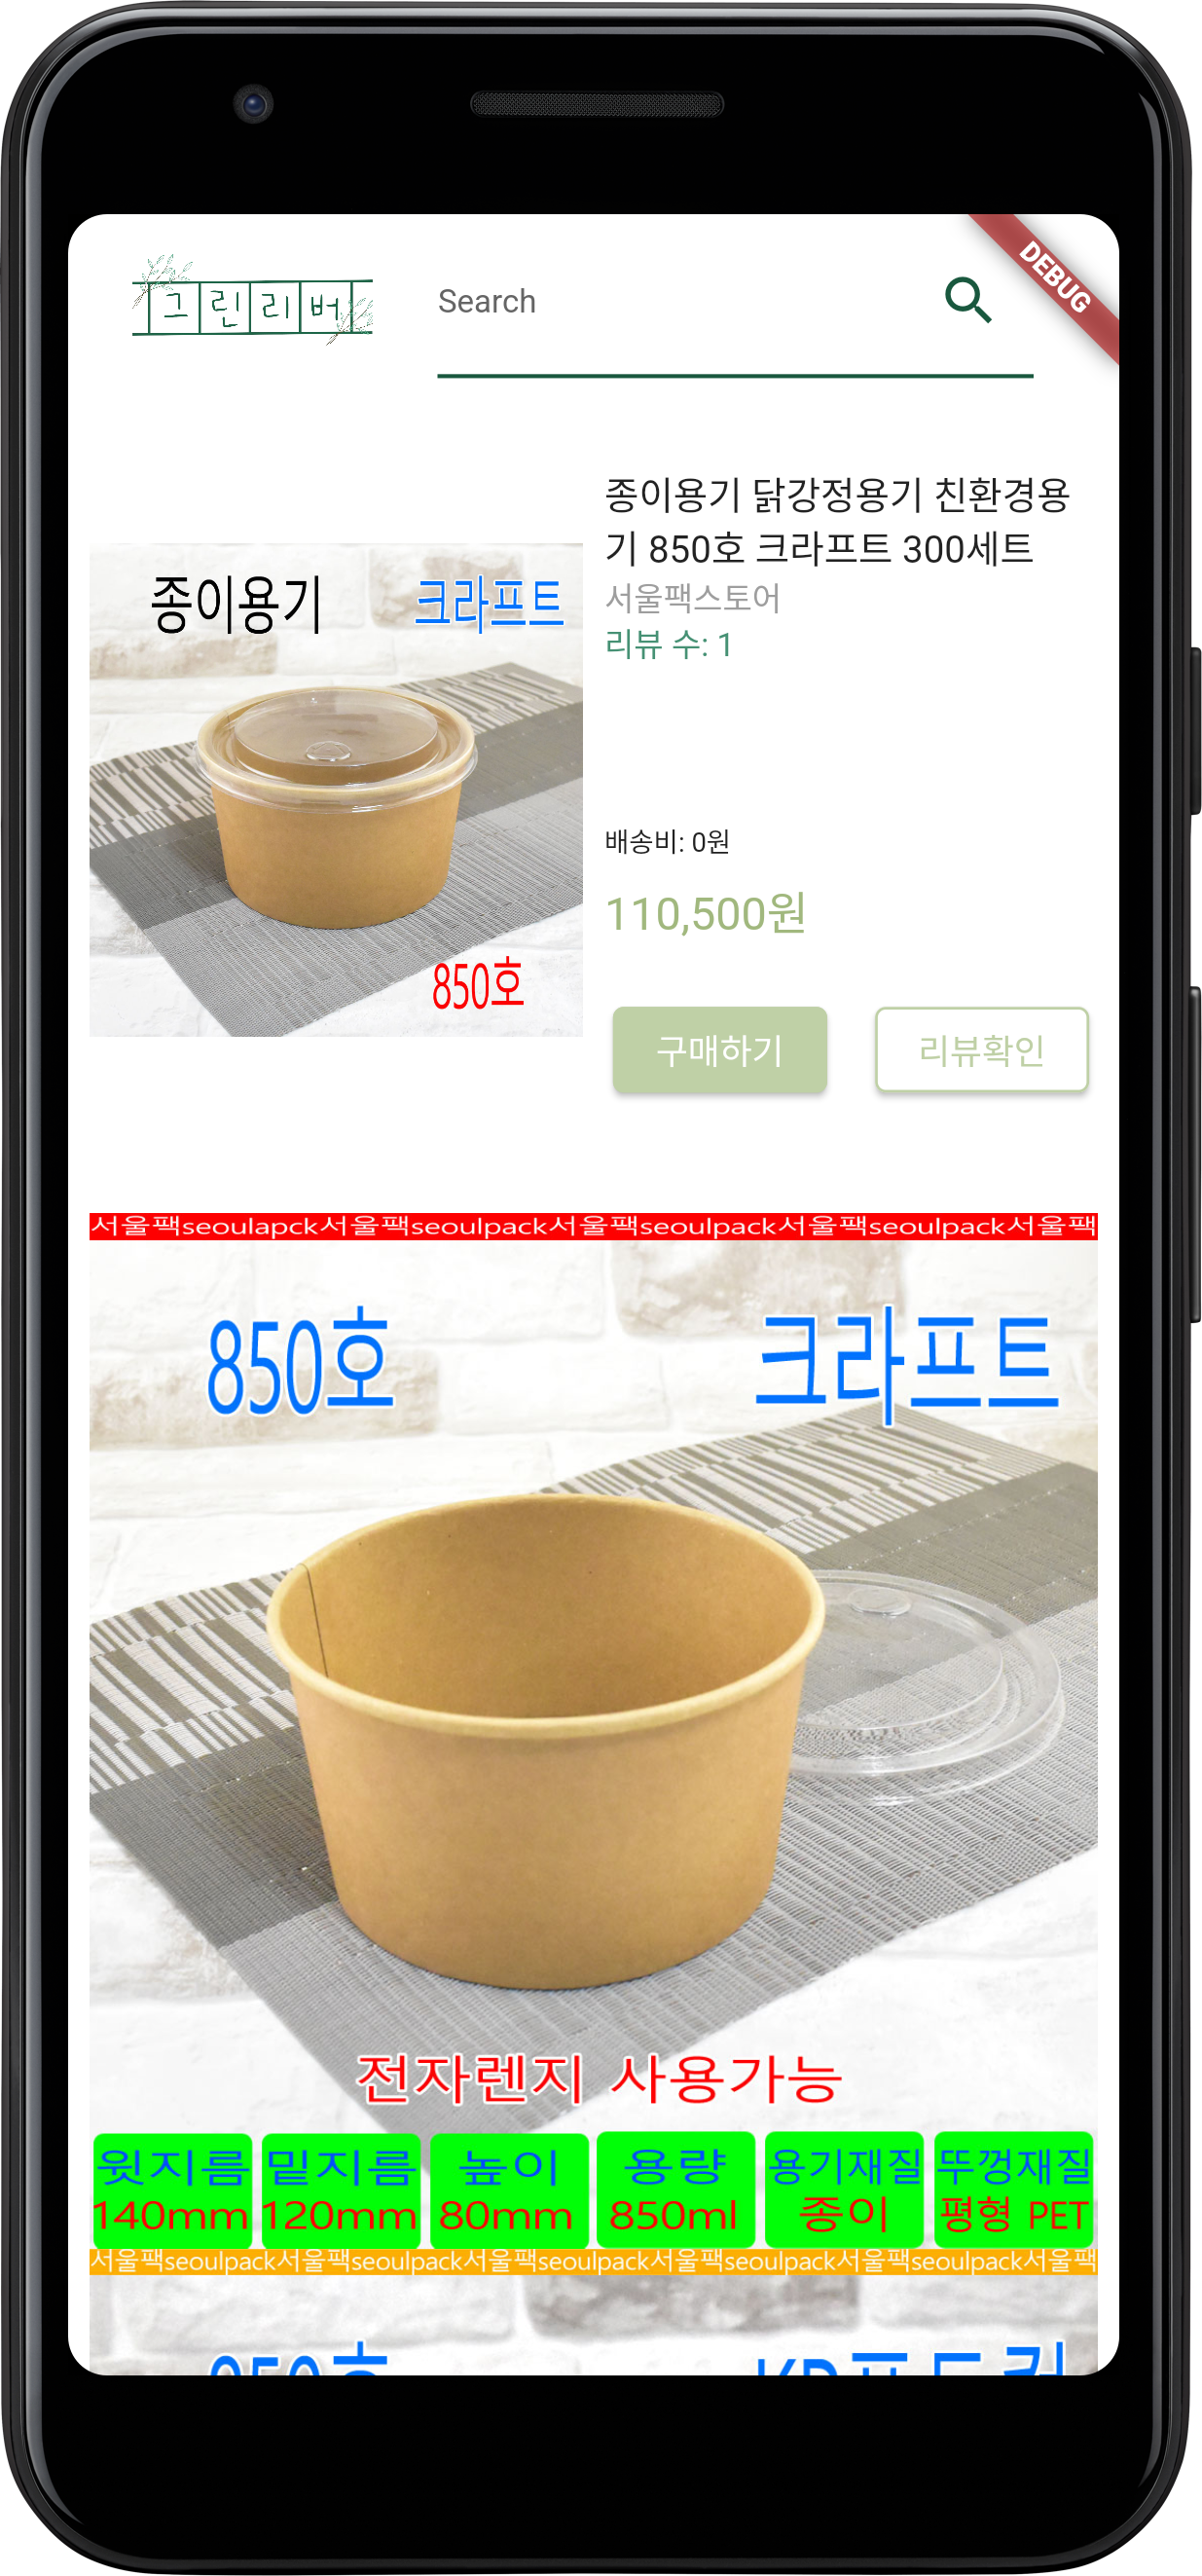 그린리버
Search
DEBUG
종이용기 닭강정용기 친환경용
기 850호 크라프트 300세트
서울팩스토어
리뷰 수: 1
종이용기 크라프트
850호
배송비: 0원
110,500원
구매하기 리뷰확인
서울팩seoulapck서울팩seoulpack서울팩seoulpack서울팩seoulpack서울팩
850호 크라프트
전자렌지 사용가능
윗지름 밑지름 높이 용량 용기재질 뚜껑재질
140mm 120mm 80mm 850ml 종이 평형 PET
서울팩seoulpack서울팩seoulpack서울팩seoulpack서울팩seoulpack서울팩seoulpack서울팩